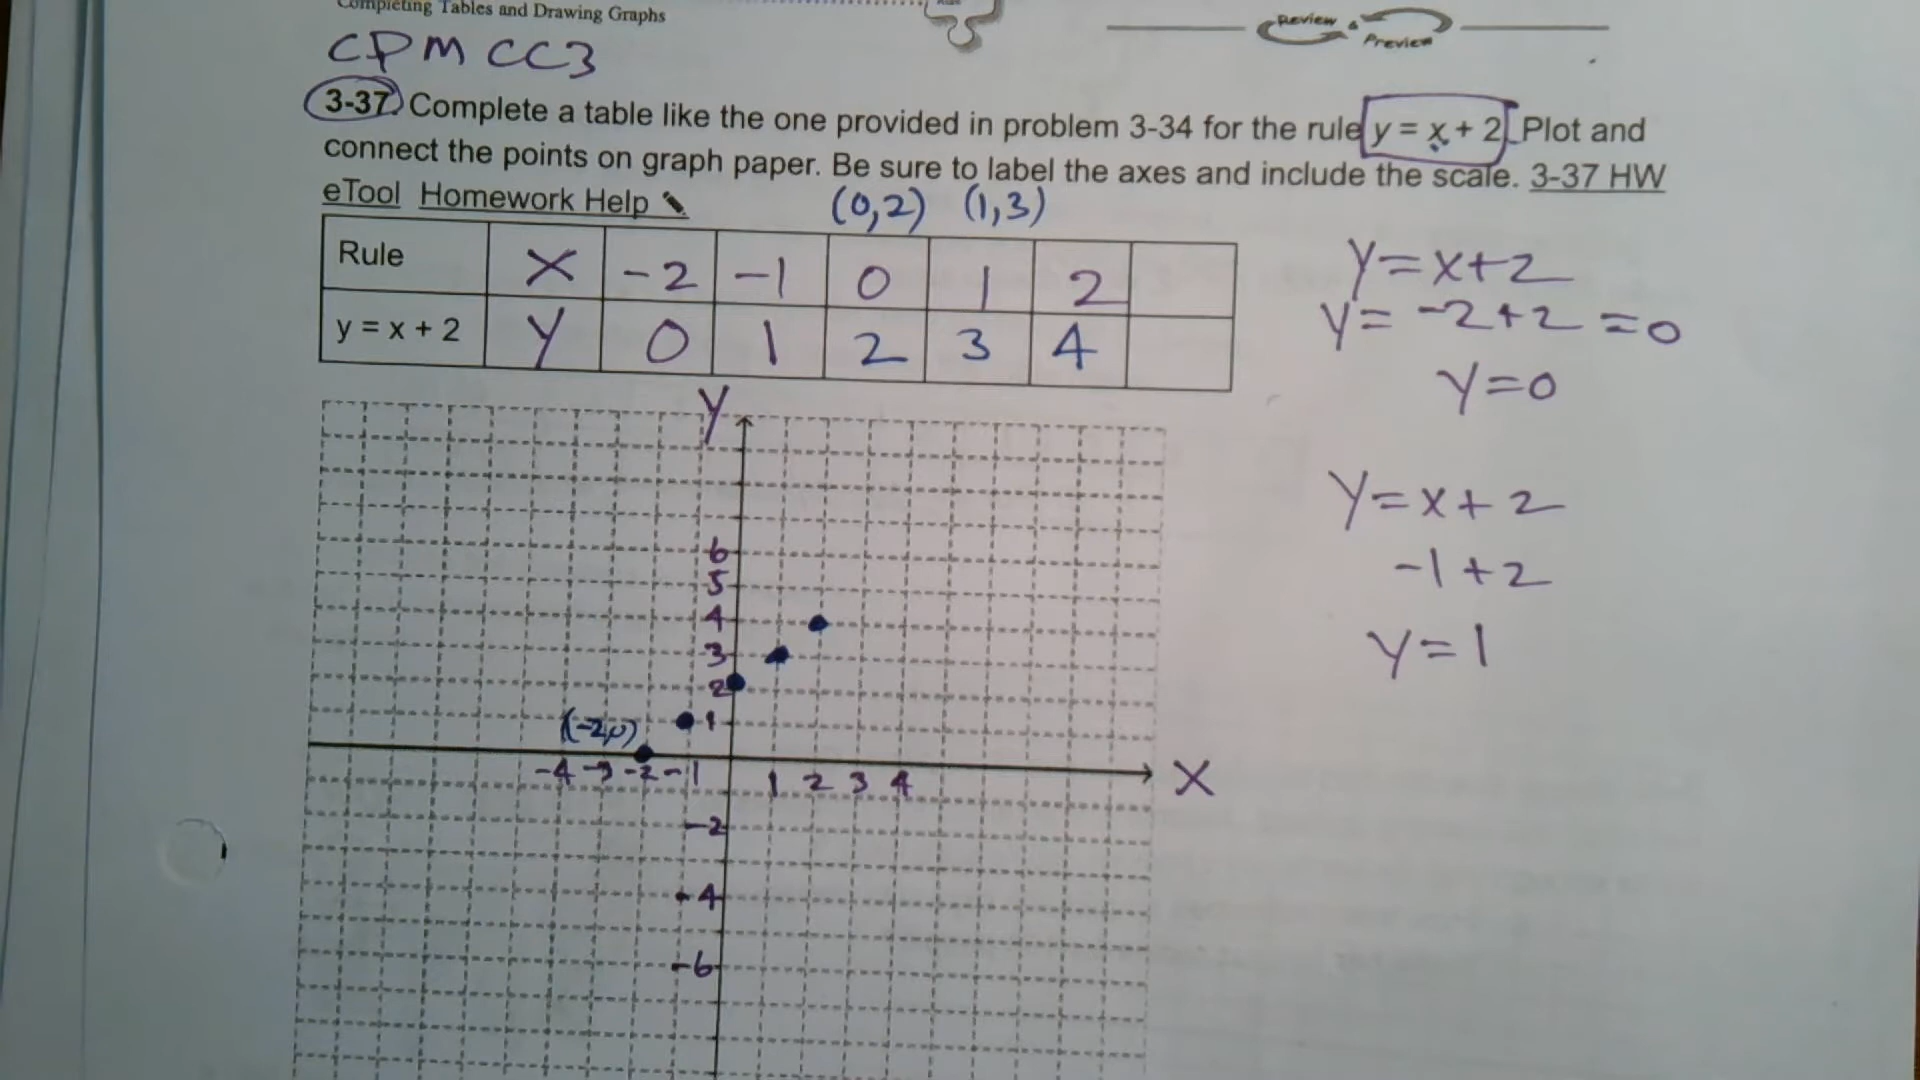 Completing Tables and Drawing Graphs
Review & Preview
CPM CC3
3-37. Complete a table like the one provided in problem 3-34 for the rule y = x + 2. Plot and
connect the points on graph paper. Be sure to label the axes and include the scale. 3-37 HW
eTool Homework Help ✎
(0,2) (1,3)
Rule X -2 -1 0 1 2
y = x + 2 Y 0 1 2 3 4
y=x+2
y= -2+2 =0
y=0
y=x+2
-1+2
y=1
Y
6
5
4
3
2
1
(-2,0)
-4 -3 -2 -1 1 2 3 4 X
-2
-4
-6